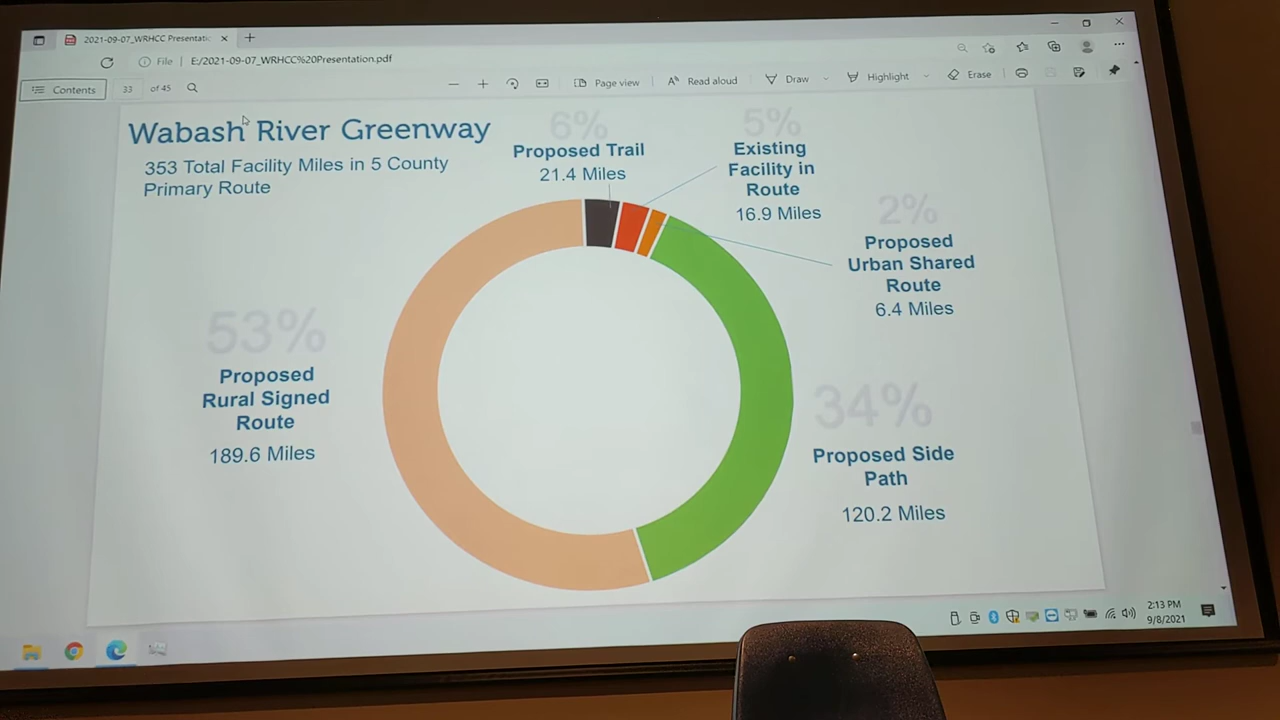 2021-09-07_WRHCC Presentatic
File E:/2021-09-07_WRHCC%20Presentation.pdf
Contents 33 of 45 Page view Read aloud Draw Highlight Erase
Wabash River Greenway
353 Total Facility Miles in 5 County
Primary Route
6%
Proposed Trail
21.4 Miles
5%
Existing
Facility in
Route
16.9 Miles
2%
Proposed
Urban Shared
Route
6.4 Miles
53%
Proposed
Rural Signed
Route
189.6 Miles
34%
Proposed Side
Path
120.2 Miles
2:13 PM
9/8/2021